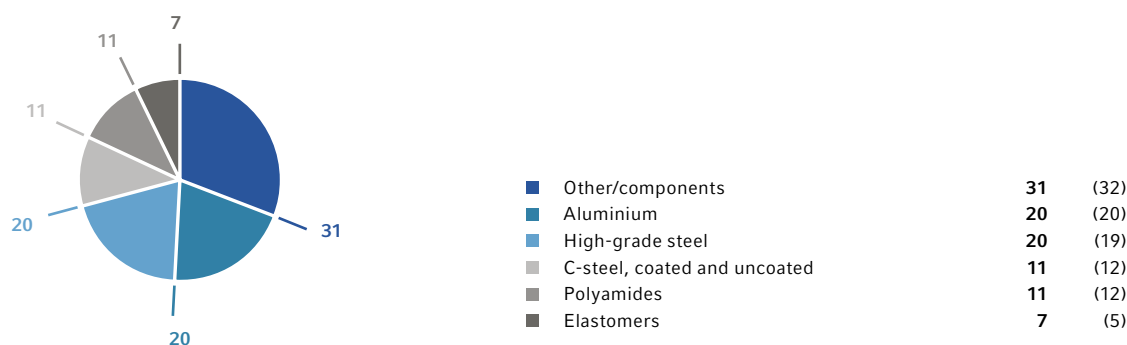 7
11
11
20
31
20
Other/components 31 (32)
Aluminium 20 (20)
High-grade steel 20 (19)
C-steel, coated and uncoated 11 (12)
Polyamides 11 (12)
Elastomers 7 (5)